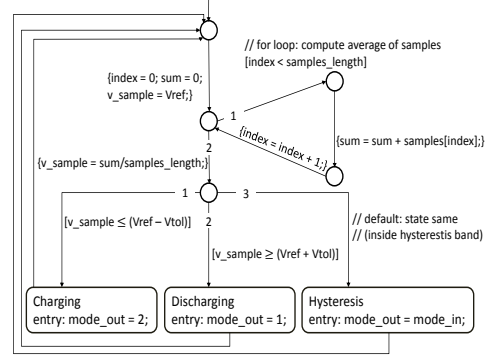 // for loop: compute average of samples
[index < samples_length]
{index = 0; sum = 0;
v_sample = Vref;}
1
{sum = sum + samples[index];}
{index = index + 1;}
2
{v_sample = sum/samples_length;}
1
3
2
[v_sample ≤ (Vref – Vtol)]
// default: state same
// (inside hysterestis band)
[v_sample ≥ (Vref + Vtol)]
Charging
entry: mode_out = 2;
Discharging
entry: mode_out = 1;
Hysteresis
entry: mode_out = mode_in;